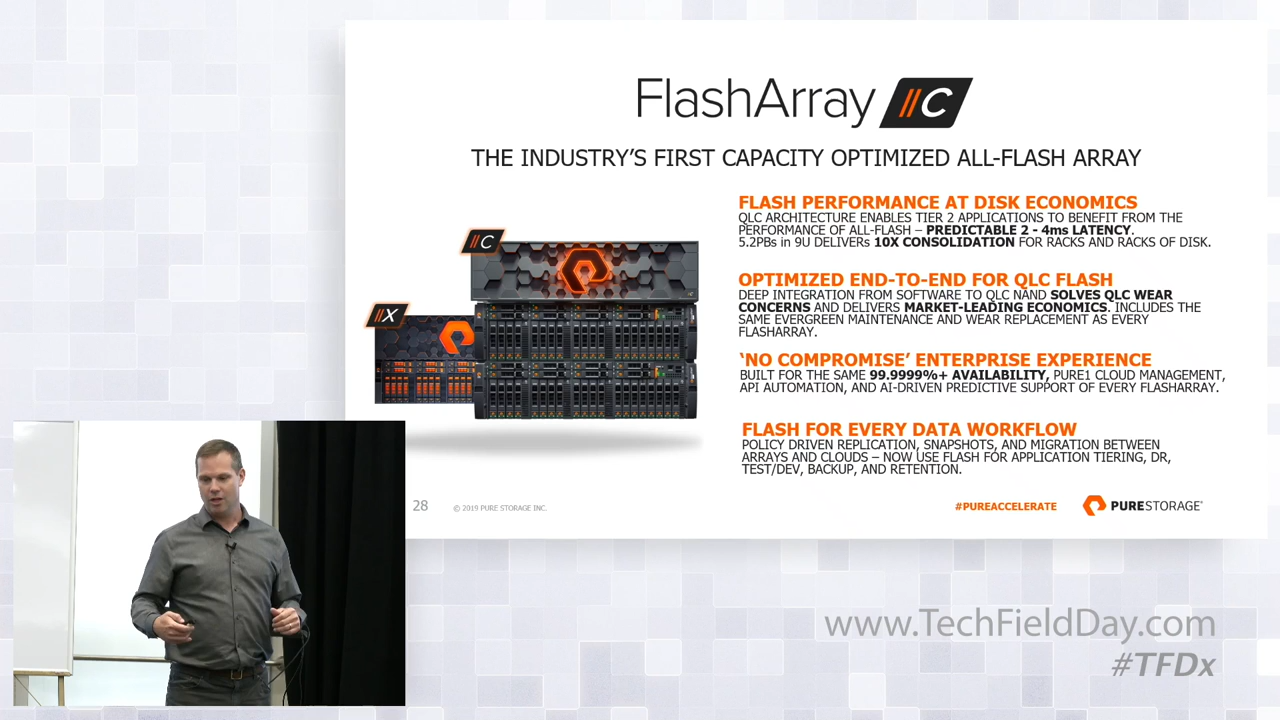 FlashArray //C
THE INDUSTRY'S FIRST CAPACITY OPTIMIZED ALL-FLASH ARRAY
FLASH PERFORMANCE AT DISK ECONOMICS
QLC ARCHITECTURE ENABLES TIER 2 APPLICATIONS TO BENEFIT FROM THE
PERFORMANCE OF ALL-FLASH – PREDICTABLE 2 - 4ms LATENCY.
5.2PBs in 9U DELIVERs 10X CONSOLIDATION FOR RACKS AND RACKS OF DISK.
//C
//X
OPTIMIZED END-TO-END FOR QLC FLASH
DEEP INTEGRATION FROM SOFTWARE TO QLC NAND SOLVES QLC WEAR
CONCERNS AND DELIVERS MARKET-LEADING ECONOMICS. INCLUDES THE
SAME EVERGREEN MAINTENANCE AND WEAR REPLACEMENT AS EVERY
FLASHARRAY.
'NO COMPROMISE' ENTERPRISE EXPERIENCE
BUILT FOR THE SAME 99.9999%+ AVAILABILITY, PURE1 CLOUD MANAGEMENT,
API AUTOMATION, AND AI-DRIVEN PREDICTIVE SUPPORT OF EVERY FLASHARRAY.
FLASH FOR EVERY DATA WORKFLOW
POLICY DRIVEN REPLICATION, SNAPSHOTS, AND MIGRATION BETWEEN
ARRAYS AND CLOUDS – NOW USE FLASH FOR APPLICATION TIERING, DR,
TEST/DEV, BACKUP, AND RETENTION.
28
© 2019 PURE STORAGE INC.
#PUREACCELERATE
PURESTORAGE®
www.TechFieldDay.com
#TFDx